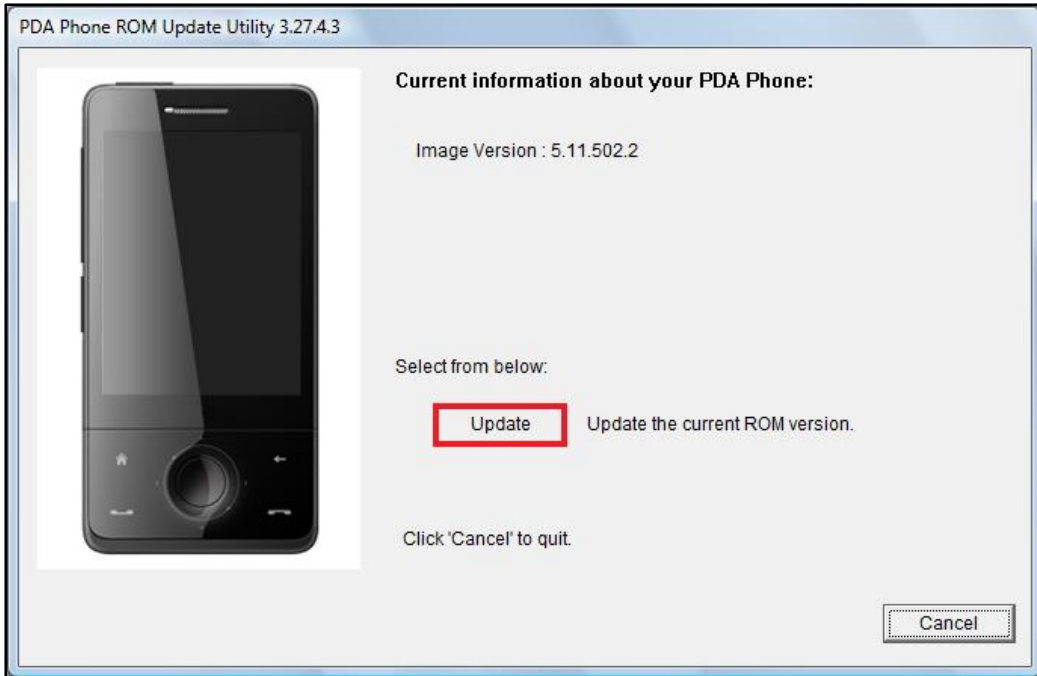 PDA Phone ROM Update Utility 3.27.4.3
Current information about your PDA Phone:
Image Version : 5.11.502.2
Select from below:
Update Update the current ROM version.
Click 'Cancel' to quit.
Cancel